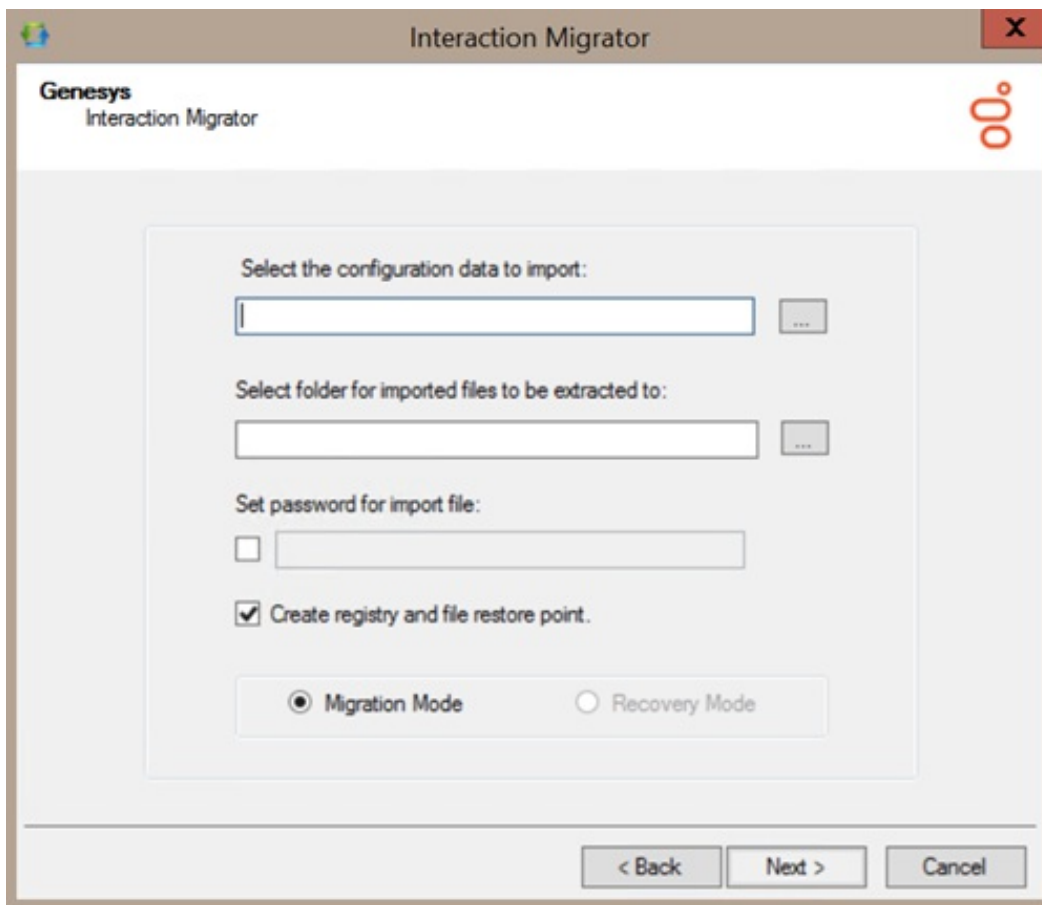 Interaction Migrator
X
Genesys
Interaction Migrator
Select the configuration data to import:
...
Select folder for imported files to be extracted to:
...
Set password for import file:
Create registry and file restore point.
Migration Mode
Recovery Mode
< Back
Next >
Cancel